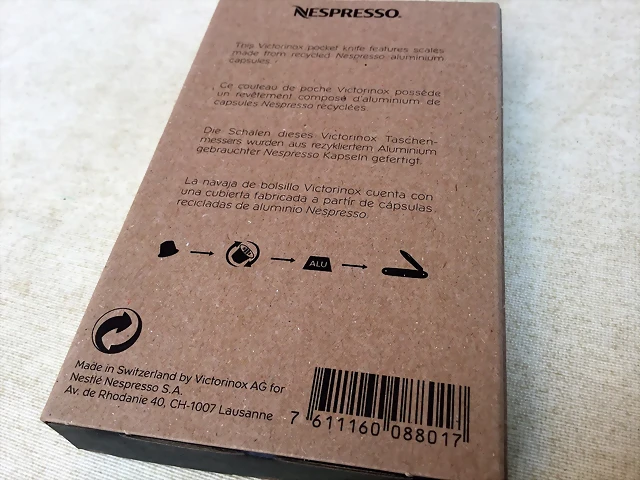 NESPRESSO.
This Victorinox pocket knife features scales
made from recycled Nespresso aluminium
capsules.
Ce couteau de poche Victorinox possède
un revêtement composé d'aluminium de
capsules Nespresso recyclées.
Die Schalen dieses Victorinox Taschen-
messers wurden aus rezykliertem Aluminium
gebrauchter Nespresso Kapseln gefertigt.
La navaja de bolsillo Victorinox cuenta con
una cubierta fabricada a partir de cápsulas
recicladas de aluminio Nespresso.
ALU
Made in Switzerland by Victorinox AG for
Nestlé Nespresso S.A.
Av. de Rhodanie 40, CH-1007 Lausanne
7 611160 088017